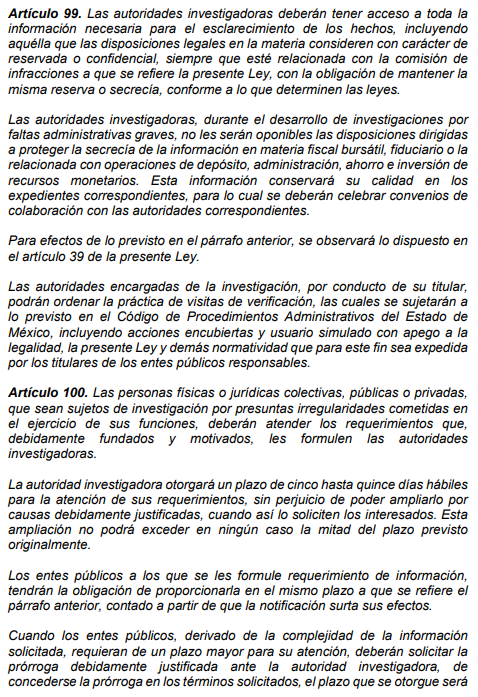 Artículo 99. Las autoridades investigadoras deberán tener acceso a toda la
información necesaria para el esclarecimiento de los hechos, incluyendo
aquélla que las disposiciones legales en la materia consideren con carácter de
reservada o confidencial, siempre que esté relacionada con la comisión de
infracciones a que se refiere la presente Ley, con la obligación de mantener la
misma reserva o secrecía, conforme a lo que determinen las leyes.
Las autoridades investigadoras, durante el desarrollo de investigaciones por
faltas administrativas graves, no les serán oponibles las disposiciones dirigidas
a proteger la secrecía de la información en materia fiscal bursátil, fiduciario o la
relacionada con operaciones de depósito, administración, ahorro e inversión de
recursos monetarios. Esta información conservará su calidad en los
expedientes correspondientes, para lo cual se deberán celebrar convenios de
colaboración con las autoridades correspondientes.
Para efectos de lo previsto en el párrafo anterior, se observará lo dispuesto en
el artículo 39 de la presente Ley.
Las autoridades encargadas de la investigación, por conducto de su titular,
podrán ordenar la práctica de visitas de verificación, las cuales se sujetarán a
lo previsto en el Código de Procedimientos Administrativos del Estado de
México, incluyendo acciones encubiertas y usuario simulado con apego a la
legalidad, la presente Ley y demás normatividad que para este fin sea expedida
por los titulares de los entes públicos responsables.
Artículo 100. Las personas físicas o jurídicas colectivas, públicas o privadas,
que sean sujetos de investigación por presuntas irregularidades cometidas en
el ejercicio de sus funciones, deberán atender los requerimientos que,
debidamente fundados y motivados, les formulen las autoridades
investigadoras.
La autoridad investigadora otorgará un plazo de cinco hasta quince días hábiles
para la atención de sus requerimientos, sin perjuicio de poder ampliarlo por
causas debidamente justificadas, cuando así lo soliciten los interesados. Esta
ampliación no podrá exceder en ningún caso la mitad del plazo previsto
originalmente.
Los entes públicos a los que se les formule requerimiento de información,
tendrán la obligación de proporcionarla en el mismo plazo a que se refiere el
párrafo anterior, contado a partir de que la notificación surta sus efectos.
Cuando los entes públicos, derivado de la complejidad de la información
solicitada, requieran de un plazo mayor para su atención, deberán solicitar la
prórroga debidamente justificada ante la autoridad investigadora, de
concederse la prórroga en los términos solicitados, el plazo que se otorgue será